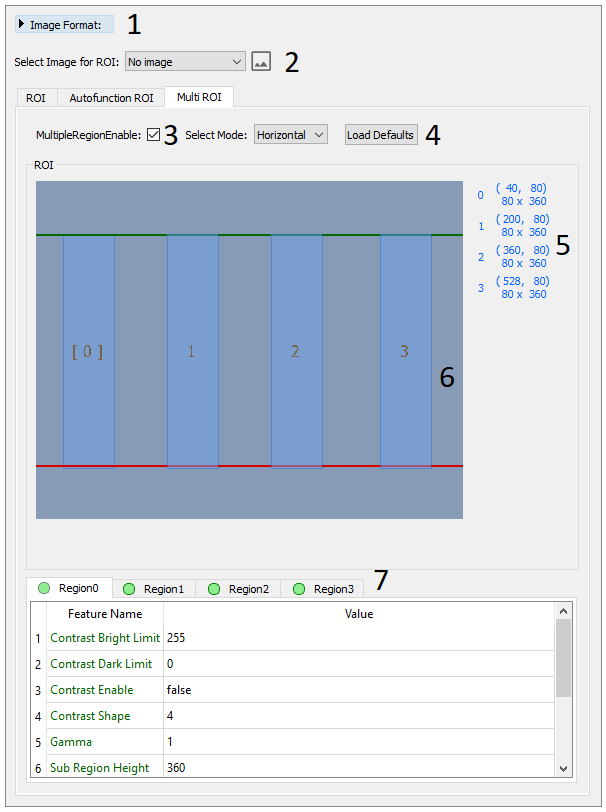 Image Format: 1
Select Image for ROI: No image 2
ROI Autofunction ROI Multi ROI
MultipleRegionEnable: 3 Select Mode: Horizontal Load Defaults 4
ROI
0 ( 40, 80)
80 x 360
1 (200, 80)
80 x 360
5
2 (360, 80)
80 x 360
3 (528, 80)
80 x 360
[ 0 ] 1 2 3
6
7
Region0 Region1 Region2 Region3
Feature Name Value
1 Contrast Bright Limit 255
2 Contrast Dark Limit 0
3 Contrast Enable false
4 Contrast Shape 4
5 Gamma 1
6 Sub Region Height 360